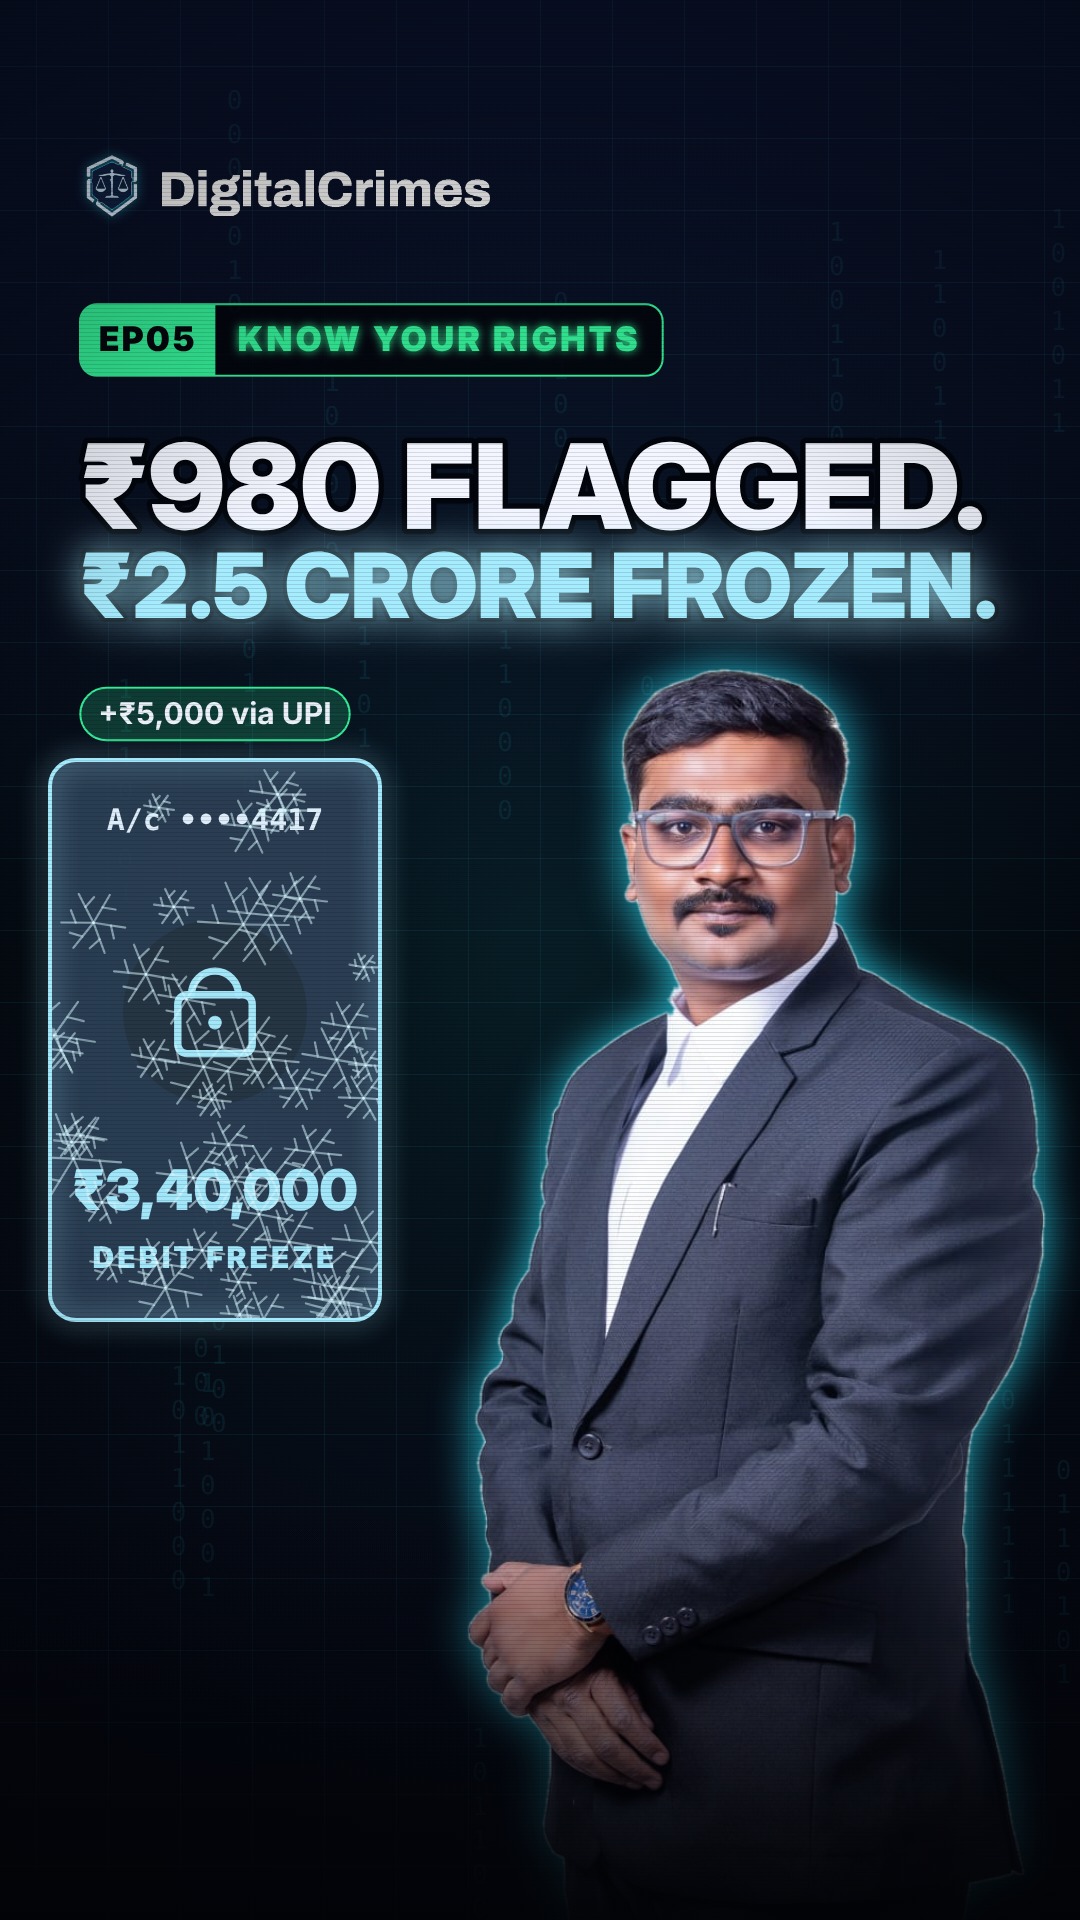 DigitalCrimes
EP05 KNOW YOUR RIGHTS
₹980 FLAGGED.
₹2.5 CRORE FROZEN.
+₹5,000 via UPI
A/c ••••4417
₹3,40,000
DEBIT FREEZE